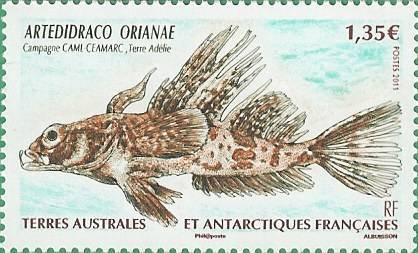 ARTEDIDRACO ORIANAE
Campagne CAML-CEAMARC, Terre Adélie
1,35€
POSTES 2011
RF
TERRES AUSTRALES ET ANTARCTIQUES FRANÇAISES
Phil@poste
ALBUISSON